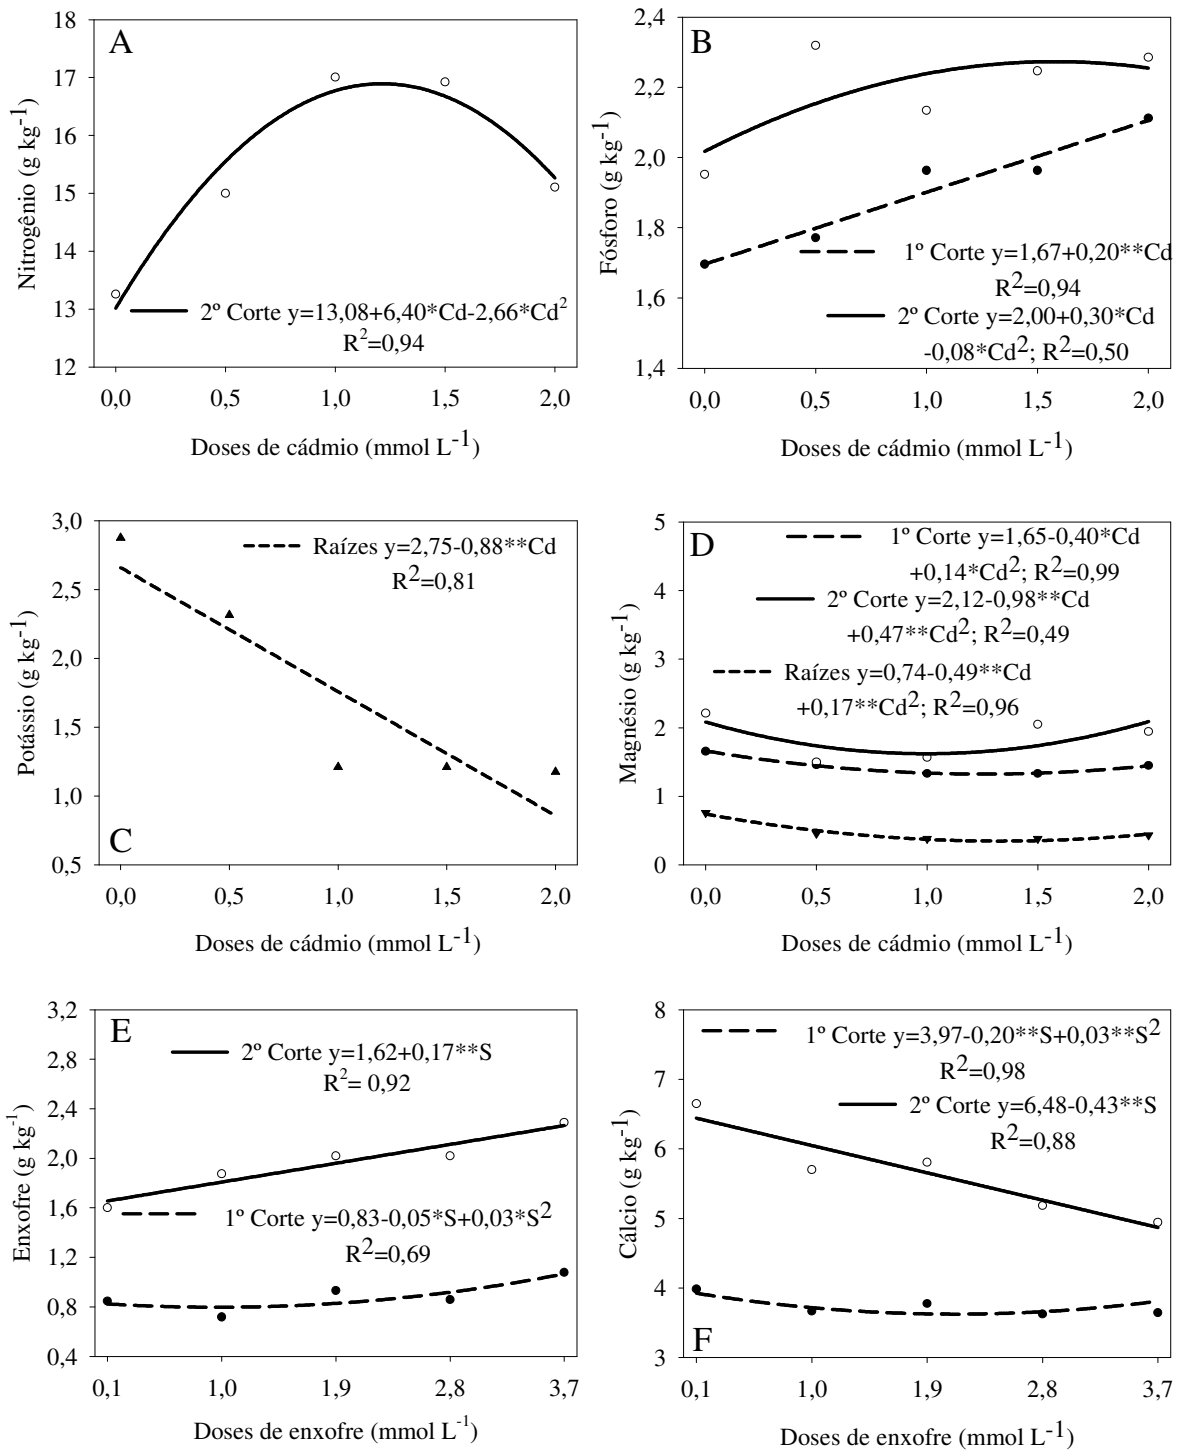 A
Nitrogênio (g kg-1)
18
17
16
15
14
13
12
2º Corte y=13,08+6,40*Cd-2,66*Cd2
R2=0,94
0,0 0,5 1,0 1,5 2,0
Doses de cádmio (mmol L-1)
B
Fósforo (g kg-1)
2,4
2,2
2,0
1,8
1,6
1,4
1º Corte y=1,67+0,20**Cd
R2=0,94
2º Corte y=2,00+0,30*Cd
-0,08*Cd2; R2=0,50
0,0 0,5 1,0 1,5 2,0
Doses de cádmio (mmol L-1)
C
Potássio (g kg-1)
3,0
2,5
2,0
1,5
1,0
0,5
Raízes y=2,75-0,88**Cd
R2=0,81
0,0 0,5 1,0 1,5 2,0
Doses de cádmio (mmol L-1)
D
Magnésio (g kg-1)
5
4
3
2
1
0
1º Corte y=1,65-0,40*Cd
+0,14*Cd2; R2=0,99
2º Corte y=2,12-0,98**Cd
+0,47**Cd2; R2=0,49
Raízes y=0,74-0,49**Cd
+0,17**Cd2; R2=0,96
0,0 0,5 1,0 1,5 2,0
Doses de cádmio (mmol L-1)
E
Enxofre (g kg-1)
3,2
2,8
2,4
2,0
1,6
1,2
0,8
0,4
2º Corte y=1,62+0,17**S
R2= 0,92
1º Corte y=0,83-0,05*S+0,03*S2
R2=0,69
0,1 1,0 1,9 2,8 3,7
Doses de enxofre (mmol L-1)
F
Cálcio (g kg-1)
8
7
6
5
4
3
1º Corte y=3,97-0,20**S+0,03**S2
R2=0,98
2º Corte y=6,48-0,43**S
R2=0,88
0,1 1,0 1,9 2,8 3,7
Doses de enxofre (mmol L-1)